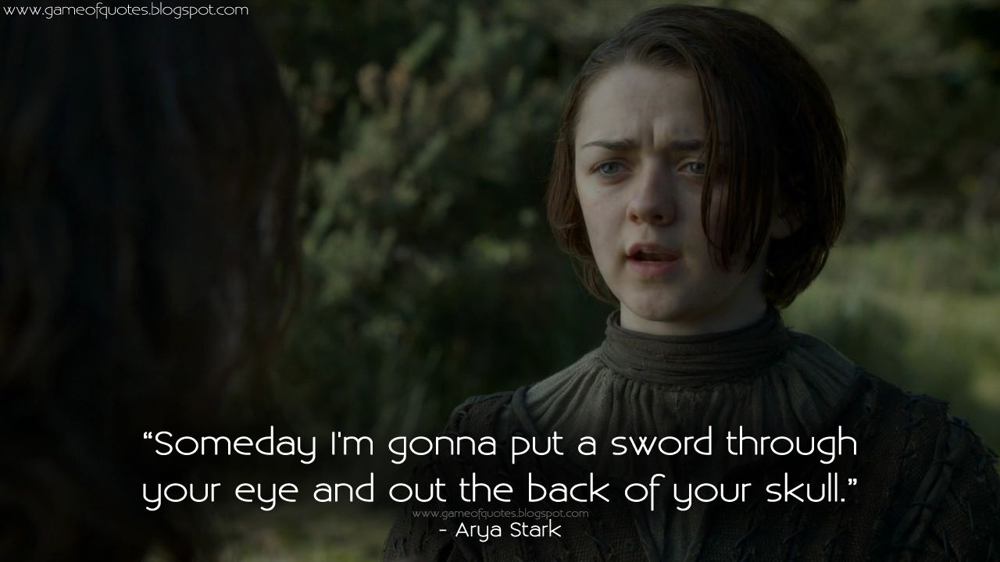 www.gameofquotes.blogspot.com
“Someday I'm gonna put a sword through
your eye and out the back of your skull.”
www.gameofquotes.blogspot.com
- Arya Stark